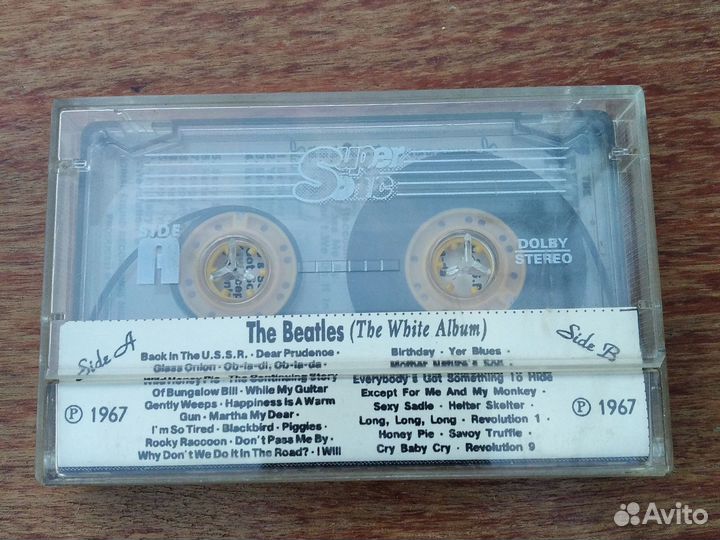 Super
Sonic
SIDE
A
DOLBY
STEREO
The Beatles (The White Album)
Side A
Back In The U.S.S.R. · Dear Prudence ·
Glass Onion · Ob-la-di, Ob-la-da ·
Wild Honey Pie · The Continuing Story
Of Bungalow Bill · While My Guitar
Gently Weeps · Happiness Is A Warm
Gun · Martha My Dear ·
I'm So Tired · Blackbird · Piggies ·
Rocky Raccoon · Don't Pass Me By ·
Why Don't We Do It In The Road? · I Will
℗ 1967
Side B
Birthday · Yer Blues ·
Mother Nature's Son ·
Everybody's Got Something To Hide
Except For Me And My Monkey ·
Sexy Sadie · Helter Skelter ·
Long, Long, Long · Revolution 1 ·
Honey Pie · Savoy Truffle ·
Cry Baby Cry · Revolution 9
℗ 1967
Avito